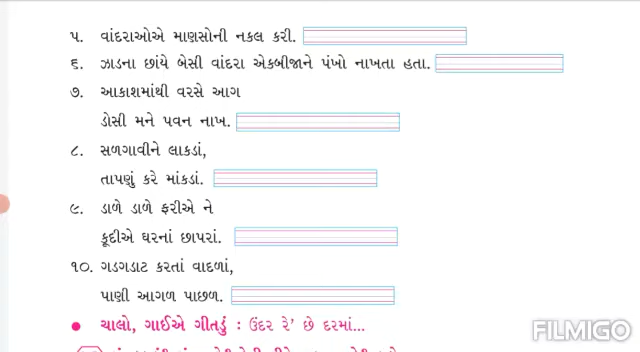 ૫. વાંદરાઓએ માણસોની નકલ કરી.
૬. ઝાડના છાંયે બેસી વાંદરા એકબીજાને પંખો નાખતા હતા.
૭. આકાશમાંથી વરસે આગ
ડોસી મને પવન નાખ.
૮. સળગાવીને લાકડાં,
તાપણું કરે માંકડાં.
૯. ડાળે ડાળે ફરીએ ને
કૂદીએ ઘરનાં છાપરાં.
૧૦. ગડગડાટ કરતાં વાદળાં,
પાણી આગળ પાછળ.
• ચાલો, ગાઈએ ગીતડું : ઉંદર રે' છે દરમાં...
FILMIGO